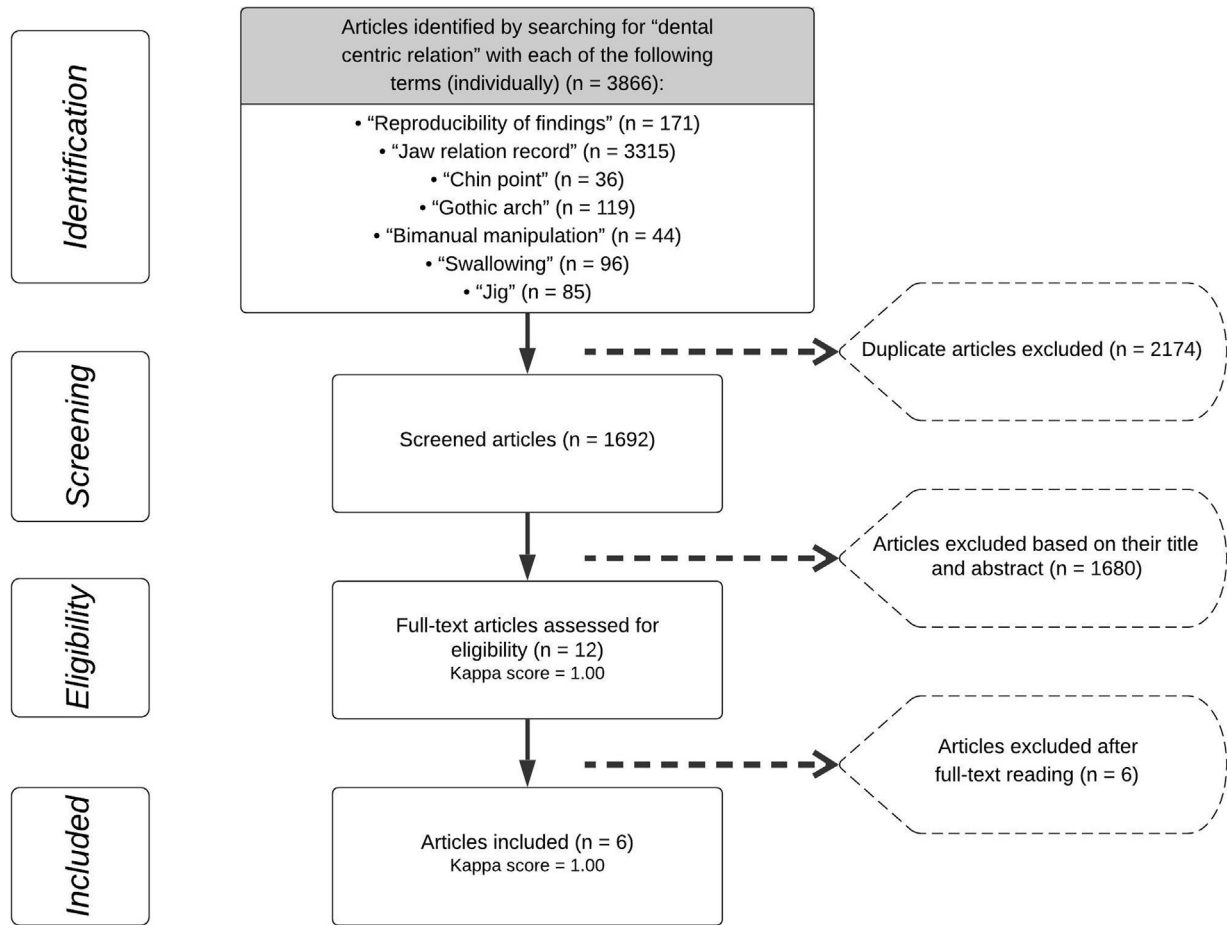 Identification
Articles identified by searching for “dental
centric relation” with each of the following
terms (individually) (n = 3866):
• “Reproducibility of findings” (n = 171)
• “Jaw relation record” (n = 3315)
• “Chin point” (n = 36)
• “Gothic arch” (n = 119)
• “Bimanual manipulation” (n = 44)
• “Swallowing” (n = 96)
• “Jig” (n = 85)
Duplicate articles excluded (n = 2174)
Screening
Screened articles (n = 1692)
Articles excluded based on their title
and abstract (n = 1680)
Eligibility
Full-text articles assessed for
eligibility (n = 12)
Kappa score = 1.00
Articles excluded after
full-text reading (n = 6)
Included
Articles included (n = 6)
Kappa score = 1.00